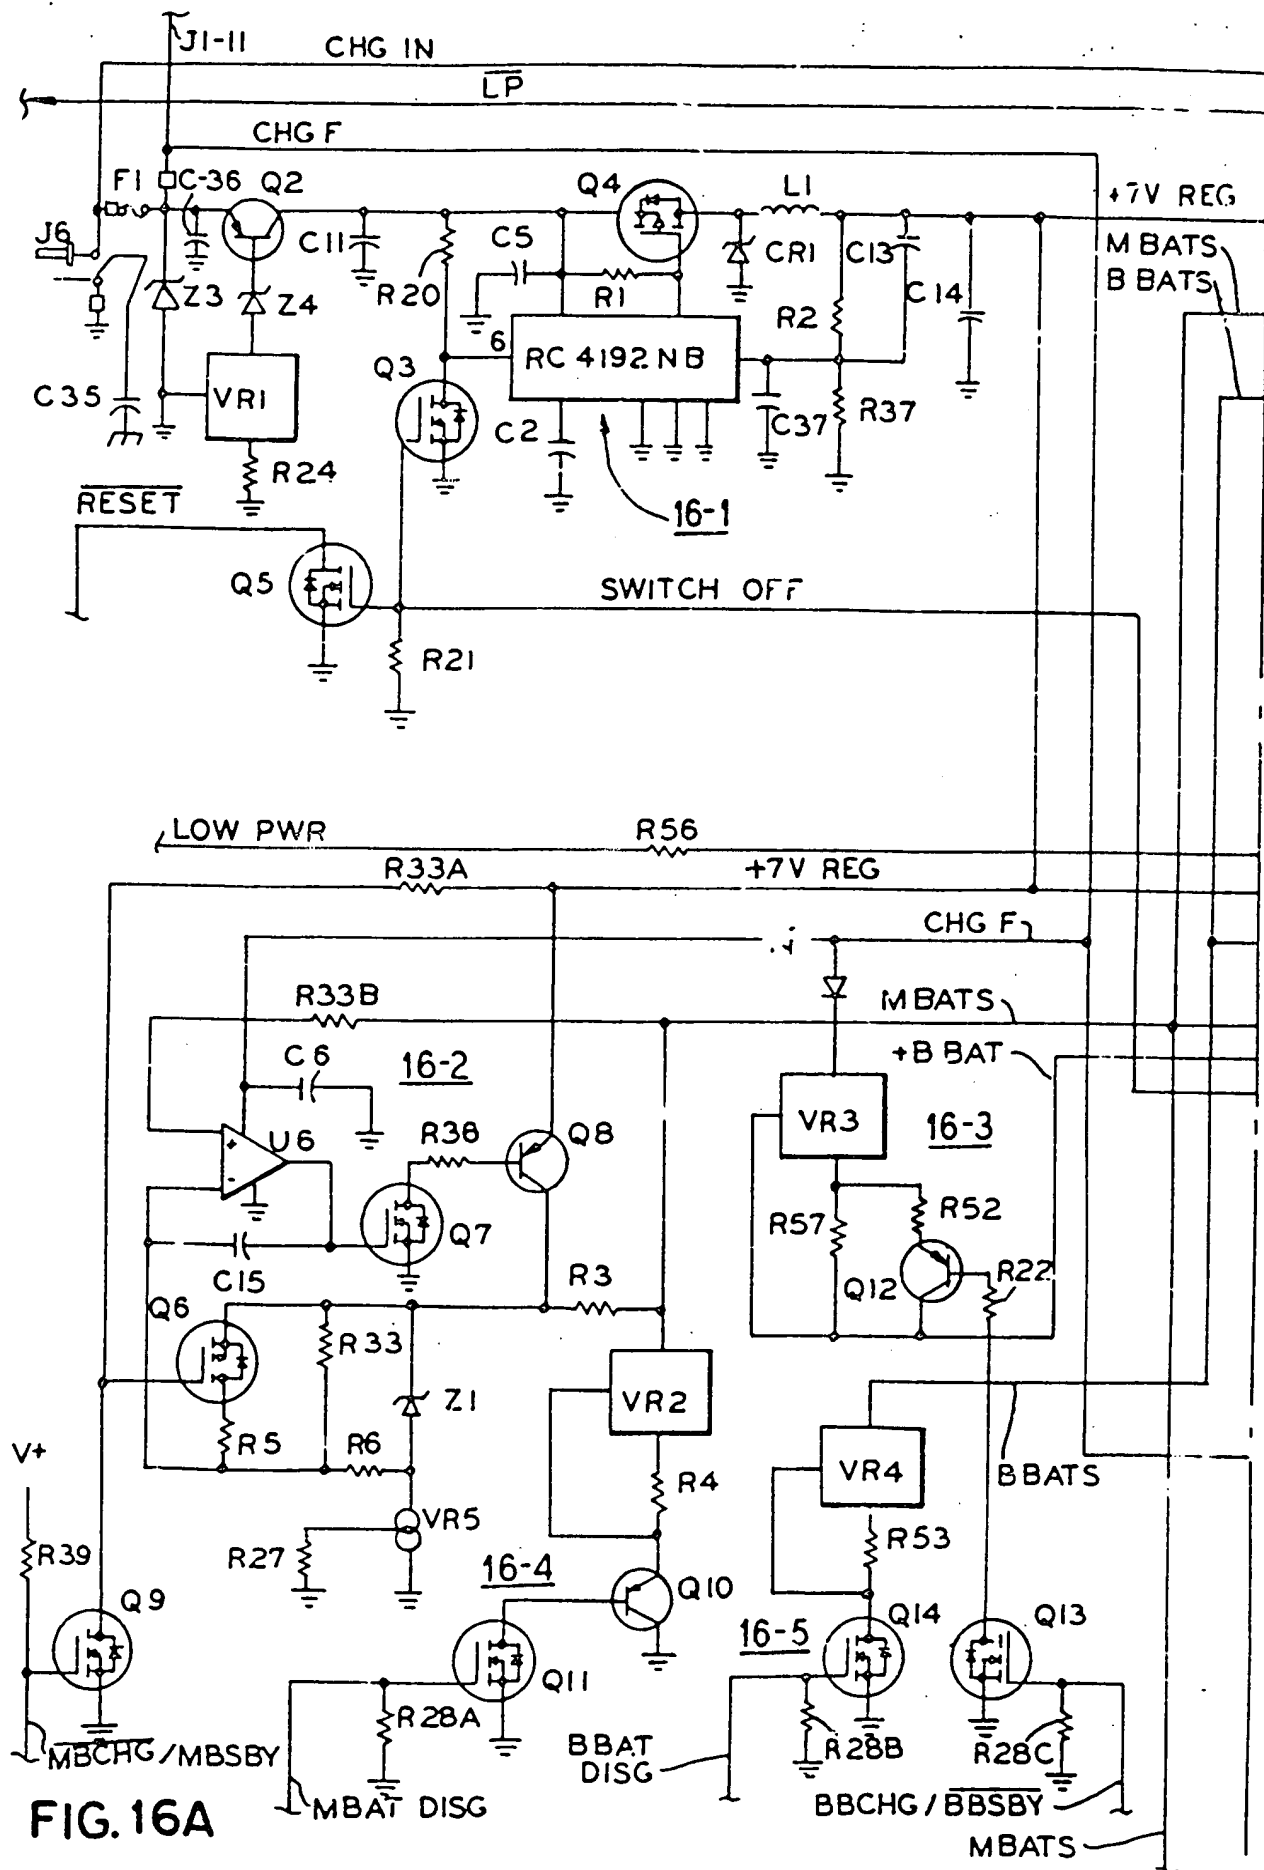 J1-11
CHG IN
LP
CHG F
F1
C-36
Q2
Q4
L1
+7V REG
J6
C11
C5
CR1
C13
M BATS
B BATS
Z3
Z4
R20
R1
C14
R2
6
RC 4192 NB
Q3
VR1
C35
C2
C37
R37
R24
RESET
16-1
Q5
SWITCH OFF
R21
LOW PWR
R56
R33A
+7V REG
CHG F
R33B
M BATS
C6
16-2
+B BAT
VR3
16-3
+
U6
-
R38
Q8
R57
R52
Q7
C15
R3
Q12
R22
Q6
R33
Z1
VR2
R5
R6
V+
VR4
B BATS
R4
VR5
R53
R39
R27
16-4
Q10
Q9
Q14
Q13
16-5
Q11
R28A
BBAT
DISG
R28B
R28C
MBCHG/MBSBY
MBAT DISG
BBCHG/BBSBY
FIG.16A
MBATS